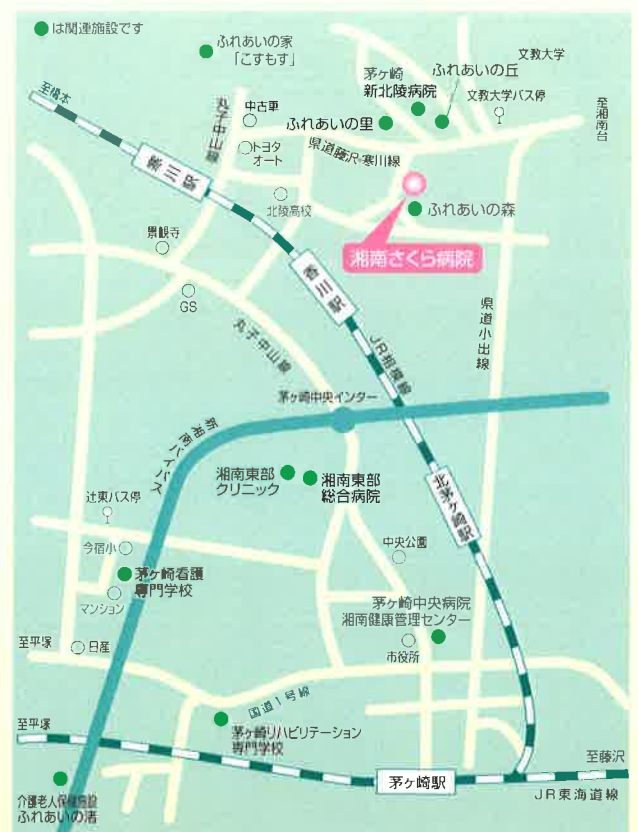 は関連施設です
ふれあいの家
「こすもす」
文教大学
茅ヶ崎
新北陵病院
ふれあいの丘
文教大学バス停
至湘南台
至橋本
丸子中山線
中古車
ふれあいの里
トヨタ
オート
県道藤沢・寒川線
寒川駅
北陵高校
ふれあいの森
湘南さくら病院
景観寺
GS
香川駅
県道小出線
丸子中山線
JR相模線
茅ヶ崎中央インター
新湘南バイパス
湘南東部
クリニック
湘南東部
総合病院
北茅ヶ崎駅
辻東バス停
今宿小
茅ヶ崎看護
専門学校
マンション
中央公園
茅ヶ崎中央病院
湘南健康管理センター
市役所
至平塚
日産
国道1号線
至平塚
茅ヶ崎リハビリテーション
専門学校
茅ヶ崎駅
至藤沢
JR東海道線
介護老人保健施設
ふれあいの渚